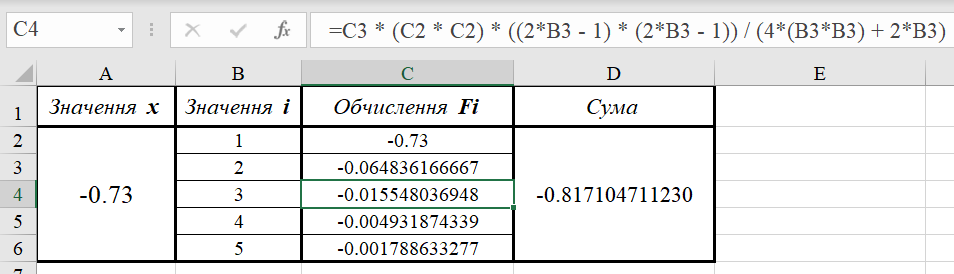 C4 fx =C3 * (C2 * C2) * ((2*B3 - 1) * (2*B3 - 1)) / (4*(B3*B3) + 2*B3)
A B C D E
1 Значення x Значення i Обчислення Fi Сума
2 1 -0.73
3 2 -0.064836166667
4 -0.73 3 -0.015548036948 -0.817104711230
5 4 -0.004931874339
6 5 -0.001788633277